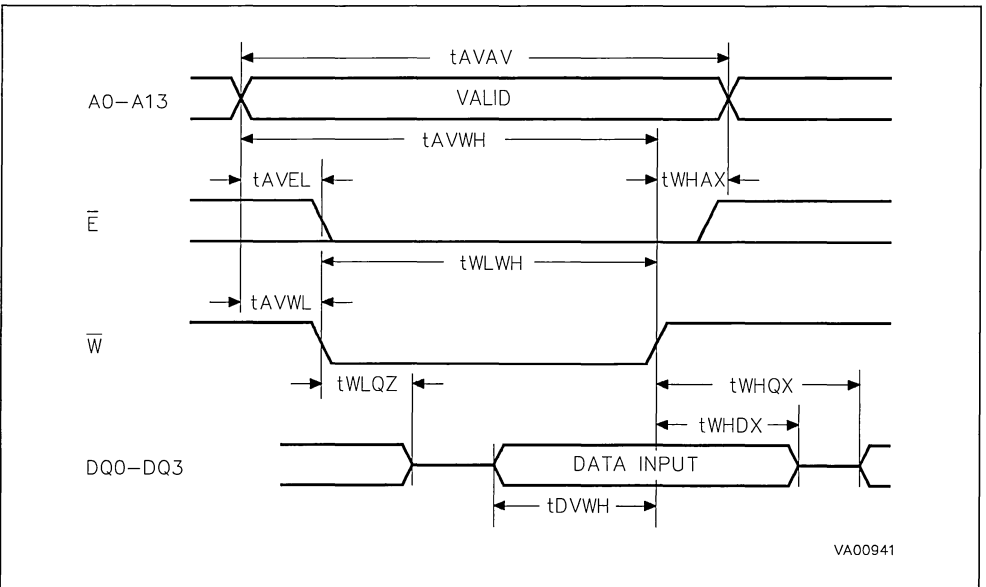 tAVAV
A0-A13
VALID
tAVWH
tAVEL
tWHAX
E̅
tWLWH
tAVWL
W̅
tWLQZ
tWHQX
tWHDX
DQ0-DQ3
DATA INPUT
tDVWH
VA00941